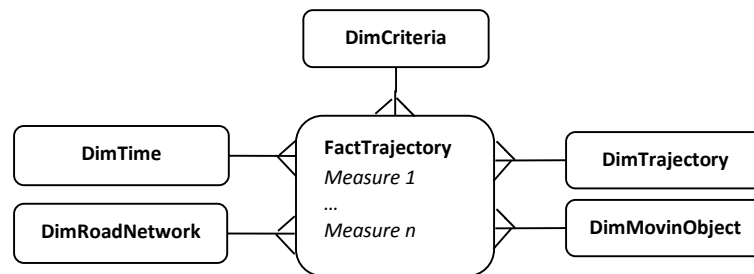 DimCriteria
DimTime
FactTrajectory
Measure 1
...
Measure n
DimTrajectory
DimRoadNetwork
DimMovinObject